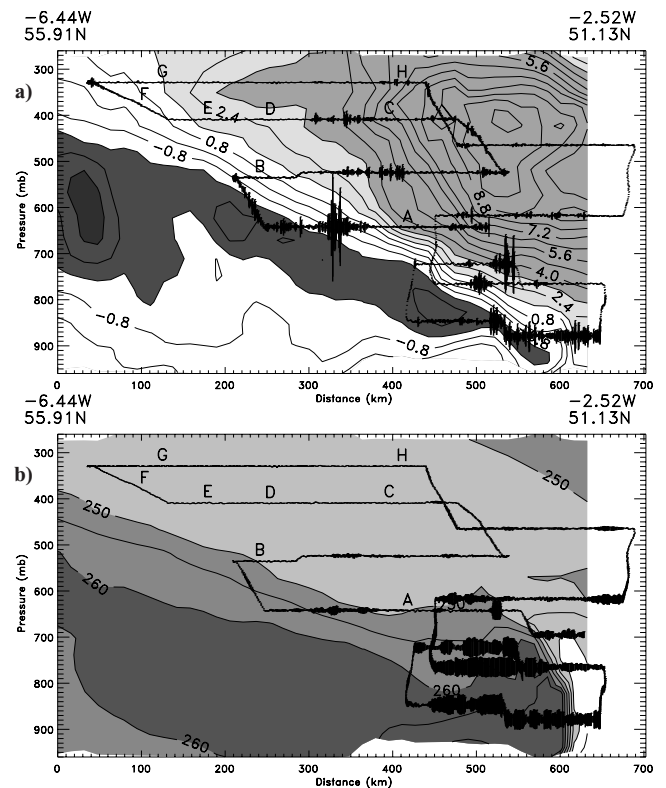 −6.44W −2.52W
55.91N 51.13N
a)
300
400
500
600
700
800
900
Pressure (mb)
G H 5.6
F E 2.4 D C
−0.8
−0.8 B
8.8
A
7.2
5.6
4.0
2.4
−0.8 0.8
−0.8
0 100 200 300 400 500 600 700
Distance (km)
−6.44W −2.52W
55.91N 51.13N
b)
300
400
500
600
700
800
900
Pressure (mb)
G H
F 250
E D C
250
B
260 A 250
260
260
0 100 200 300 400 500 600 700
Distance (km)